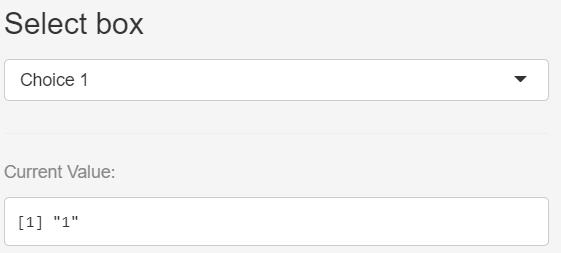 Select box
Choice 1
Current Value:
[1] "1"